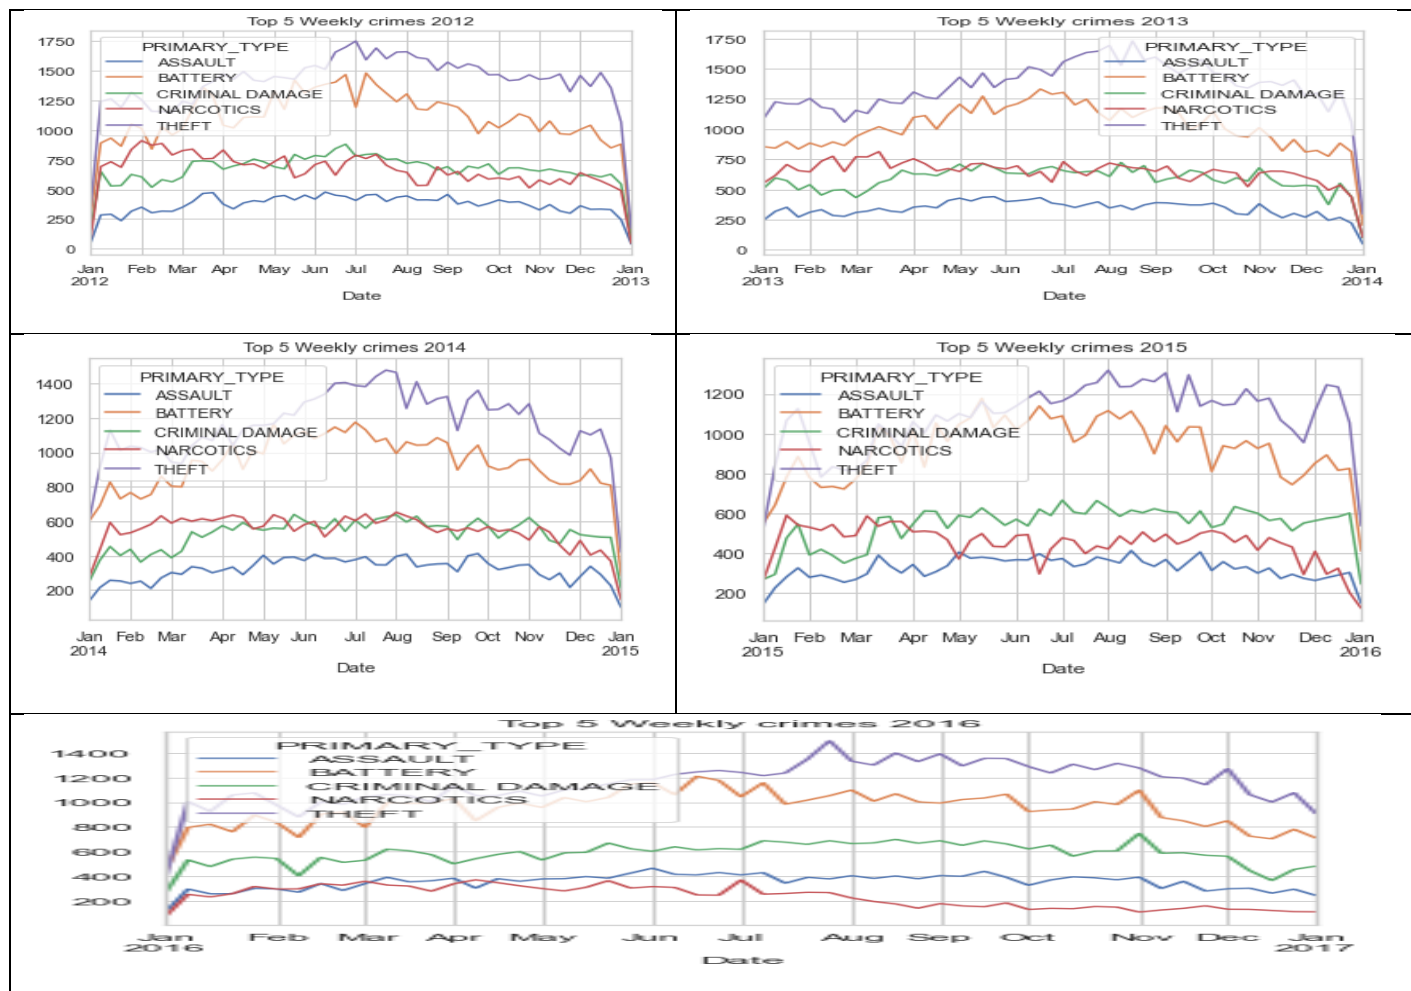 Top 5 Weekly crimes 2012
1750
1500
1250
1000
750
500
250
0
PRIMARY_TYPE
ASSAULT
BATTERY
CRIMINAL DAMAGE
NARCOTICS
THEFT
Jan Feb Mar Apr May Jun Jul Aug Sep Oct Nov Dec Jan
2012 2013
Date
Top 5 Weekly crimes 2013
1750
1500
1250
1000
750
500
250
0
PRIMARY_TYPE
ASSAULT
BATTERY
CRIMINAL DAMAGE
NARCOTICS
THEFT
Jan Feb Mar Apr May Jun Jul Aug Sep Oct Nov Dec Jan
2013 2014
Date
Top 5 Weekly crimes 2014
1400
1200
1000
800
600
400
200
PRIMARY_TYPE
ASSAULT
BATTERY
CRIMINAL DAMAGE
NARCOTICS
THEFT
Jan Feb Mar Apr May Jun Jul Aug Sep Oct Nov Dec Jan
2014 2015
Date
Top 5 Weekly crimes 2015
1200
1000
800
600
400
200
PRIMARY_TYPE
ASSAULT
BATTERY
CRIMINAL DAMAGE
NARCOTICS
THEFT
Jan Feb Mar Apr May Jun Jul Aug Sep Oct Nov Dec Jan
2015 2016
Date
Top 5 Weekly crimes 2016
1400
1200
1000
800
600
400
200
PRIMARY_TYPE
ASSAULT
BATTERY
CRIMINAL DAMAGE
NARCOTICS
THEFT
Jan Feb Mar Apr May Jun Jul Aug Sep Oct Nov Dec Jan
2016 2017
Date